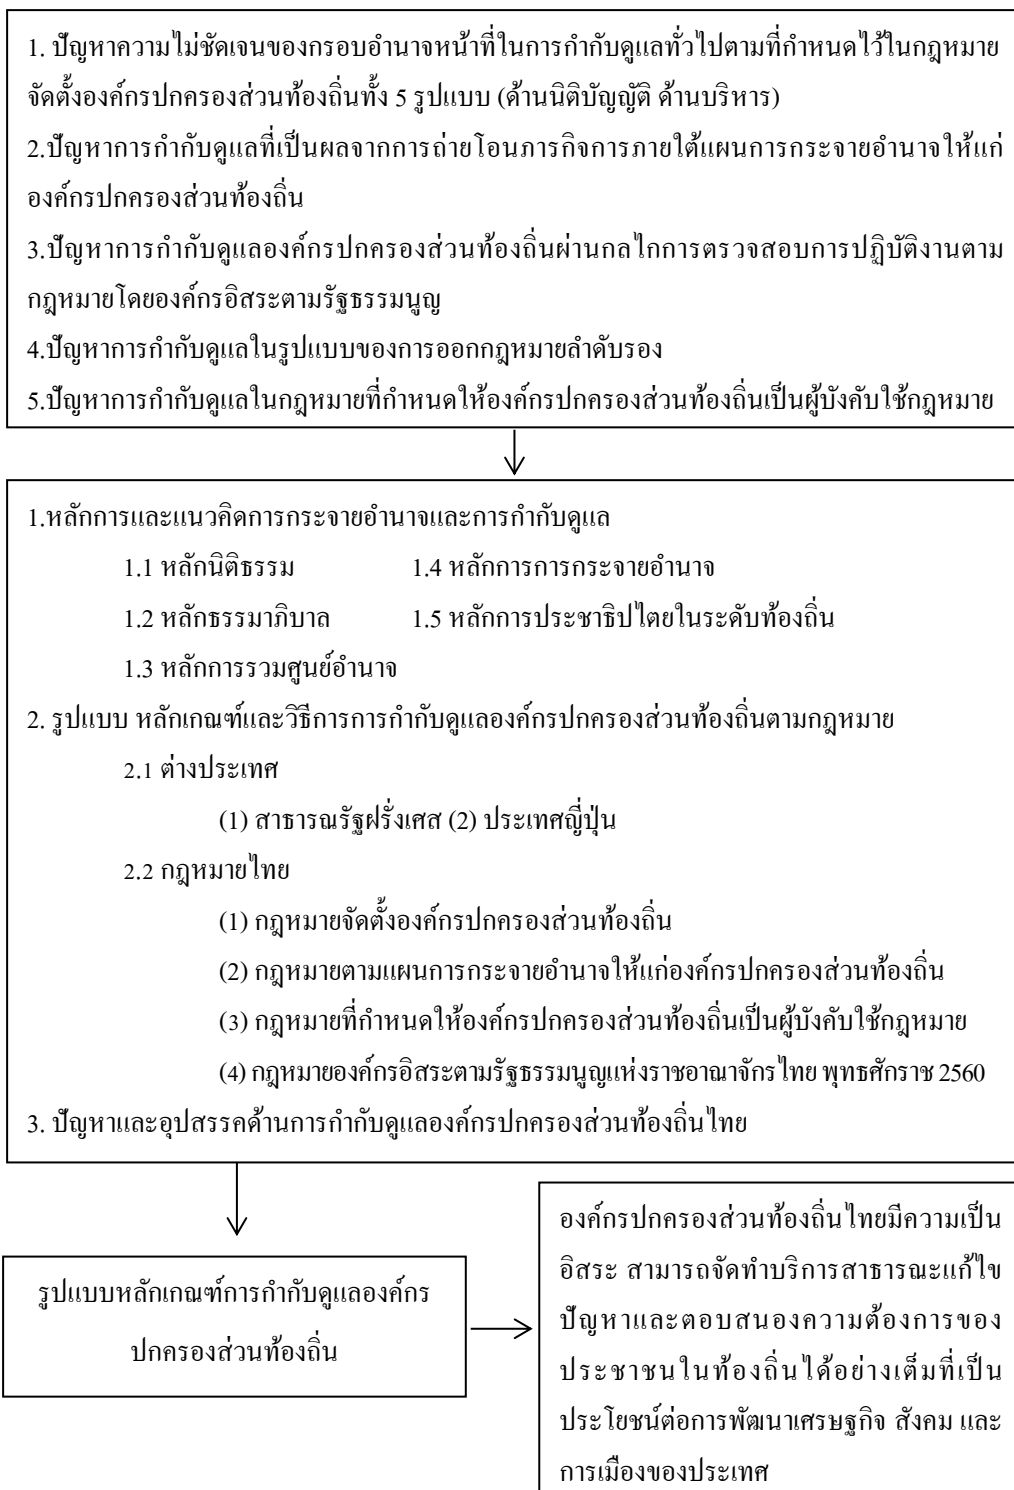 1. ปัญหาความไม่ชัดเจนของกรอบอำนาจหน้าที่ในการกำกับดูแลทั่วไปตามที่กำหนดไว้ในกฎหมาย
จัดตั้งองค์กรปกครองส่วนท้องถิ่นทั้ง 5 รูปแบบ (ด้านนิติบัญญัติ ด้านบริหาร)
2.ปัญหาการกำกับดูแลที่เป็นผลจากการถ่ายโอนภารกิจการภายใต้แผนการกระจายอำนาจให้แก่
องค์กรปกครองส่วนท้องถิ่น
3.ปัญหาการกำกับดูแลองค์กรปกครองส่วนท้องถิ่นผ่านกลไกการตรวจสอบการปฏิบัติงานตาม
กฎหมายโดยองค์กรอิสระตามรัฐธรรมนูญ
4.ปัญหาการกำกับดูแลในรูปแบบของการออกกฎหมายลำดับรอง
5.ปัญหาการกำกับดูแลในกฎหมายที่กำหนดให้องค์กรปกครองส่วนท้องถิ่นเป็นผู้บังคับใช้กฎหมาย
1.หลักการและแนวคิดการกระจายอำนาจและการกำกับดูแล
1.1 หลักนิติธรรม 1.4 หลักการการกระจายอำนาจ
1.2 หลักธรรมาภิบาล 1.5 หลักการประชาธิปไตยในระดับท้องถิ่น
1.3 หลักการรวมศูนย์อำนาจ
2. รูปแบบ หลักเกณฑ์และวิธีการการกำกับดูแลองค์กรปกครองส่วนท้องถิ่นตามกฎหมาย
2.1 ต่างประเทศ
(1) สาธารณรัฐฝรั่งเศส (2) ประเทศญี่ปุ่น
2.2 กฎหมายไทย
(1) กฎหมายจัดตั้งองค์กรปกครองส่วนท้องถิ่น
(2) กฎหมายตามแผนการกระจายอำนาจให้แก่องค์กรปกครองส่วนท้องถิ่น
(3) กฎหมายที่กำหนดให้องค์กรปกครองส่วนท้องถิ่นเป็นผู้บังคับใช้กฎหมาย
(4) กฎหมายองค์กรอิสระตามรัฐธรรมนูญแห่งราชอาณาจักรไทย พุทธศักราช 2560
3. ปัญหาและอุปสรรคด้านการกำกับดูแลองค์กรปกครองส่วนท้องถิ่นไทย
รูปแบบหลักเกณฑ์การกำกับดูแลองค์กร
ปกครองส่วนท้องถิ่น
องค์กรปกครองส่วนท้องถิ่นไทยมีความเป็น
อิสระ สามารถจัดทำบริการสาธารณะแก้ไข
ปัญหาและตอบสนองความต้องการของ
ประชาชนในท้องถิ่นได้อย่างเต็มที่เป็น
ประโยชน์ต่อการพัฒนาเศรษฐกิจ สังคม และ
การเมืองของประเทศ